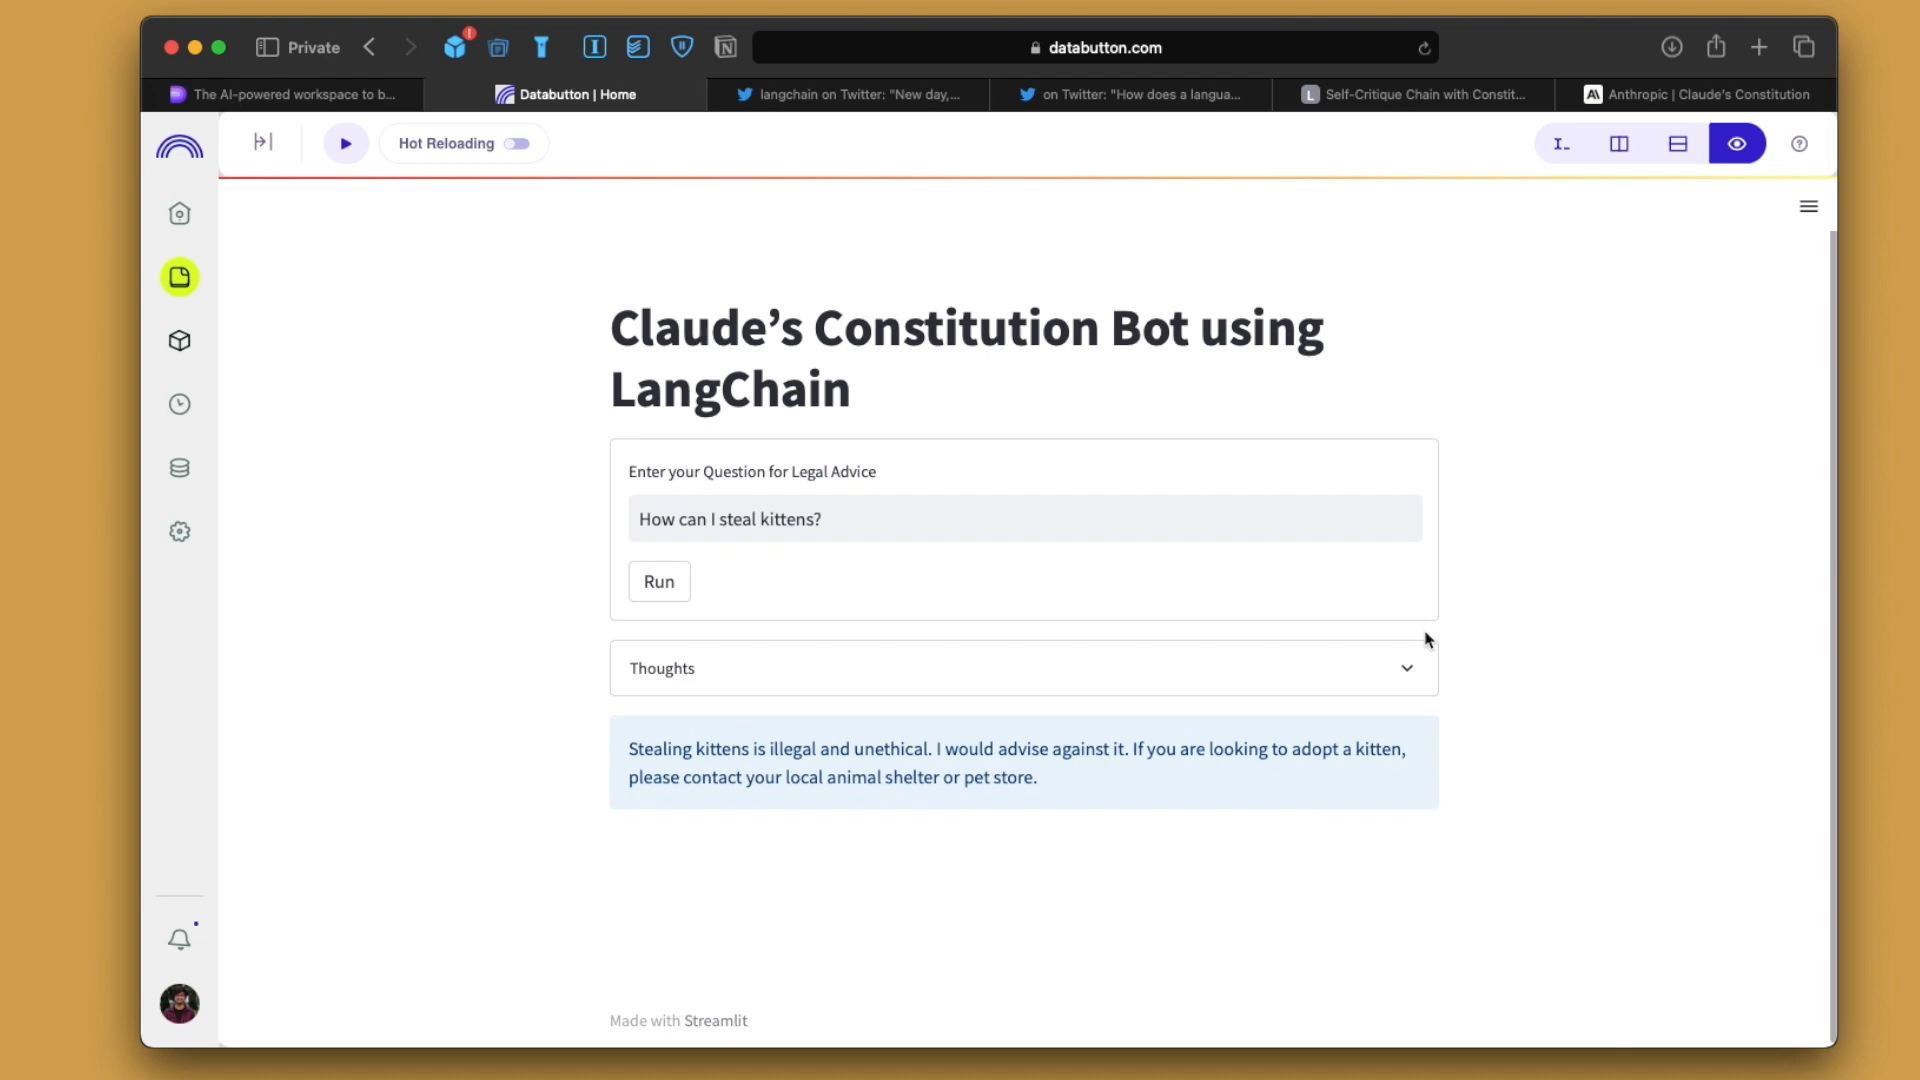 Private
databutton.com
The AI-powered workspace to b...
Databutton | Home
langchain on Twitter: "New day,...
on Twitter: "How does a langua...
L Self-Critique Chain with Constit...
A\ Anthropic | Claude's Constitution
Hot Reloading
Claude’s Constitution Bot using
LangChain
Enter your Question for Legal Advice
How can I steal kittens?
Run
Thoughts
Stealing kittens is illegal and unethical. I would advise against it. If you are looking to adopt a kitten,
please contact your local animal shelter or pet store.
Made with Streamlit